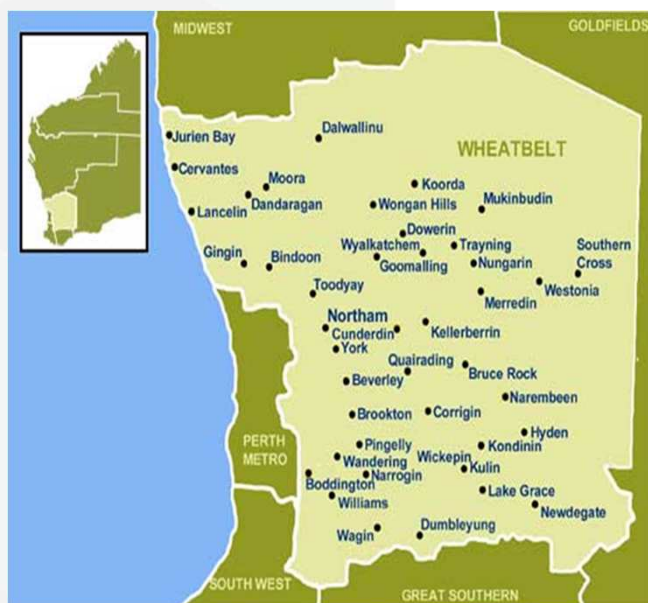 MIDWEST
GOLDFIELDS
Jurien Bay
Dalwallinu
WHEATBELT
Cervantes
Moora
Koorda
Dandaragan
Wongan Hills
Mukinbudin
Lancelin
Dowerin
Wyalkatchem
Trayning
Southern
Cross
Gingin
Bindoon
Goomalling
Nungarin
Toodyay
Merredin
Westonia
Northam
Cunderdin
Kellerberrin
York
Quairading
Bruce Rock
Beverley
Narembeen
Brookton
Corrigin
Hyden
PERTH
METRO
Pingelly
Kondinin
Wandering
Wickepin
Kulin
Boddington
Narrogin
Williams
Lake Grace
Newdegate
Wagin
Dumbleyung
SOUTH WEST
GREAT SOUTHERN